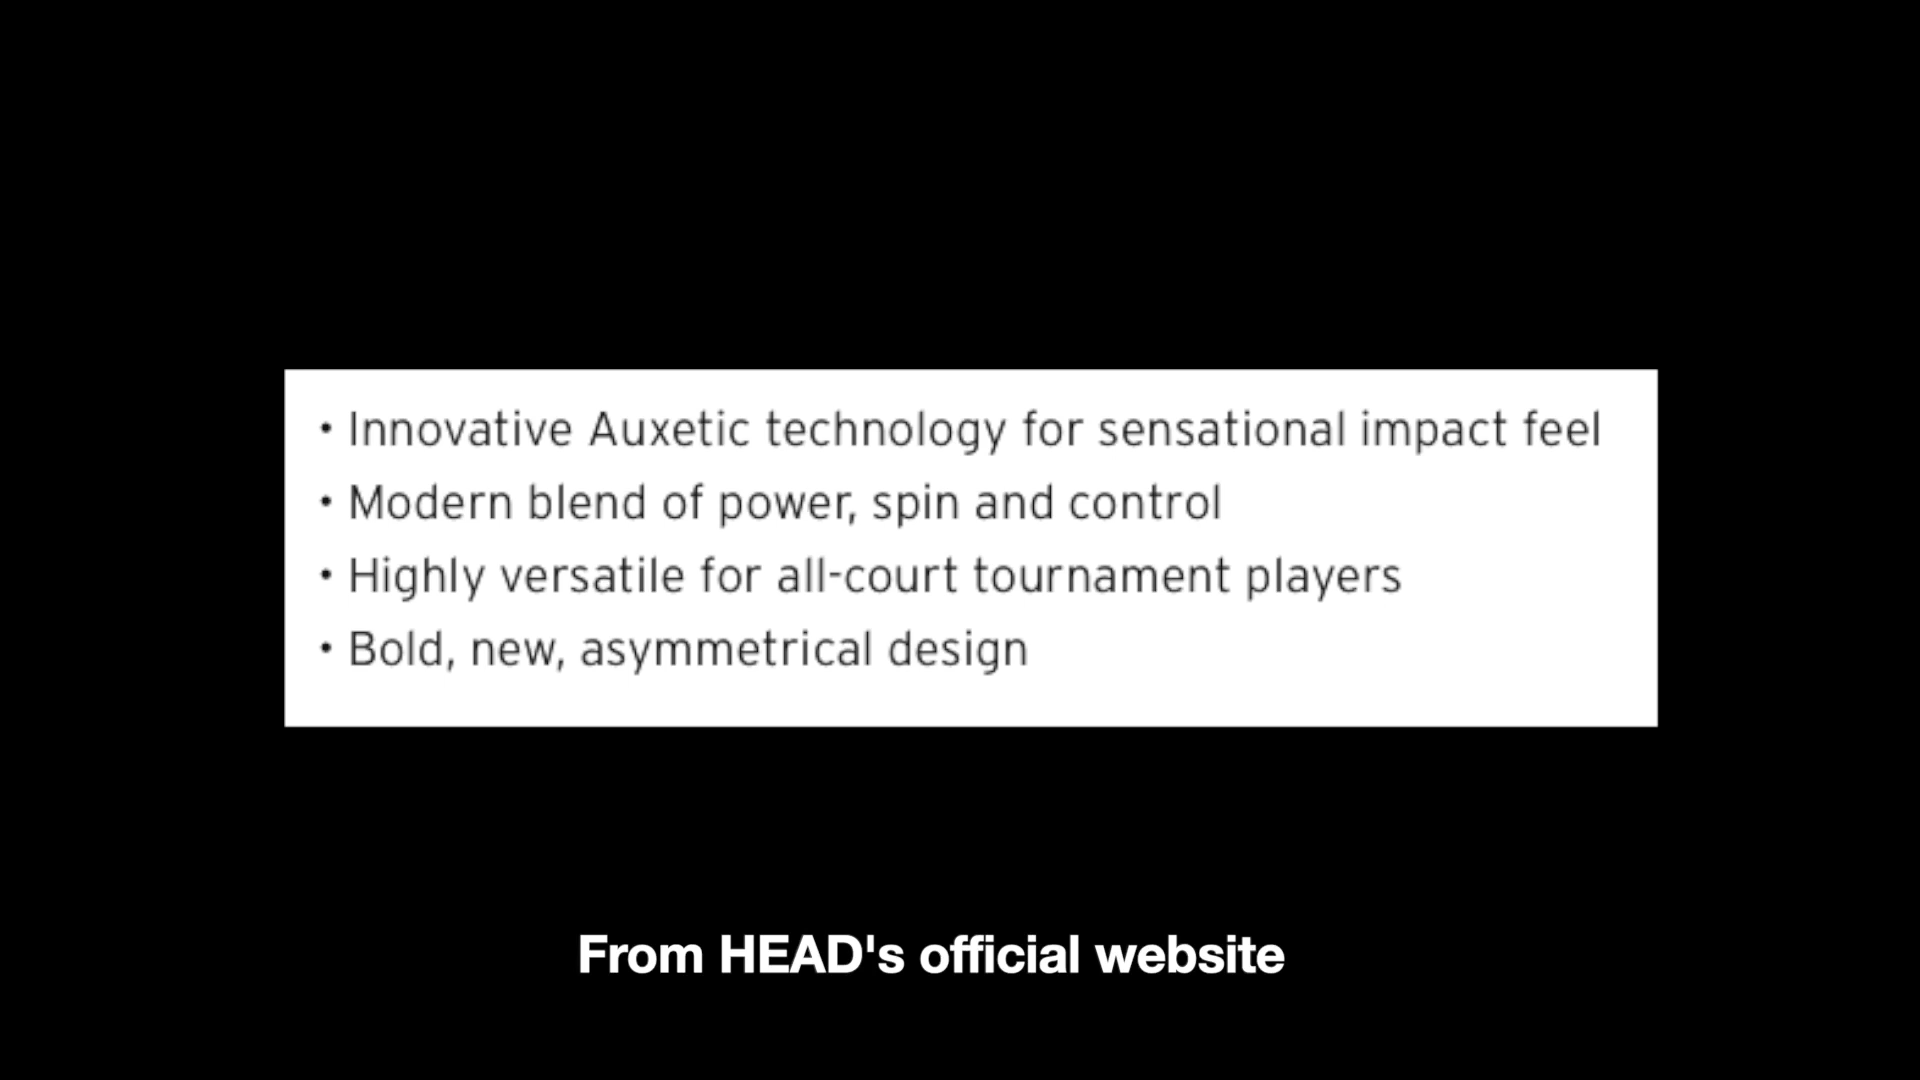 • Innovative Auxetic technology for sensational impact feel
• Modern blend of power, spin and control
• Highly versatile for all-court tournament players
• Bold, new, asymmetrical design
From HEAD's official website